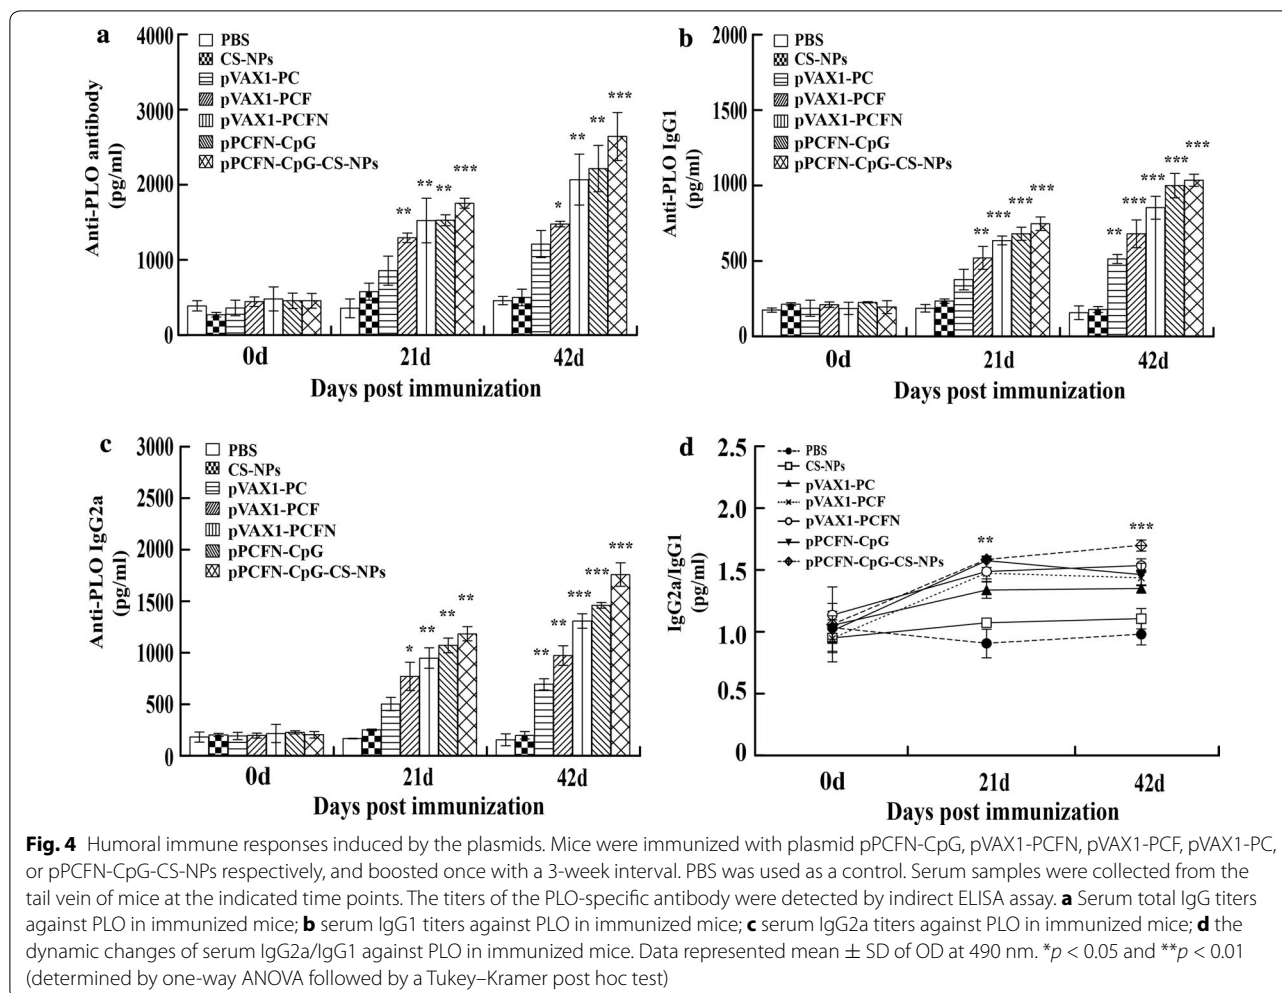 a
4000
3000
2000
1000
0
Anti-PLO antibody
(pg/ml)
PBS
CS-NPs
pVAX1-PC
pVAX1-PCF
pVAX1-PCFN
pPCFN-CpG
pPCFN-CpG-CS-NPs
** ** ** ***
* ** ** ***
0d 21d 42d
Days post immunization
b
2000
1500
1000
500
0
Anti-PLO IgG1
(pg/ml)
PBS
CS-NPs
pVAX1-PC
pVAX1-PCF
pVAX1-PCFN
pPCFN-CpG
pPCFN-CpG-CS-NPs
** *** *** ***
** *** *** *** ***
0d 21d 42d
Days post immunization
c
3000
2500
2000
1500
1000
500
0
Anti-PLO IgG2a
(pg/ml)
PBS
CS-NPs
pVAX1-PC
pVAX1-PCF
pVAX1-PCFN
pPCFN-CpG
pPCFN-CpG-CS-NPs
* ** ** **
** ** *** *** ***
0d 21d 42d
Days post immunization
d
2.5
2.0
1.5
1.0
0.5
0
IgG2a/IgG1
(pg/ml)
PBS
CS-NPs
pVAX1-PC
pVAX1-PCF
pVAX1-PCFN
pPCFN-CpG
pPCFN-CpG-CS-NPs
** ***
0d 21d 42d
Days post immunization
Fig. 4 Humoral immune responses induced by the plasmids. Mice were immunized with plasmid pPCFN-CpG, pVAX1-PCFN, pVAX1-PCF, pVAX1-PC,
or pPCFN-CpG-CS-NPs respectively, and boosted once with a 3-week interval. PBS was used as a control. Serum samples were collected from the
tail vein of mice at the indicated time points. The titers of the PLO-specific antibody were detected by indirect ELISA assay. a Serum total IgG titers
against PLO in immunized mice; b serum IgG1 titers against PLO in immunized mice; c serum IgG2a titers against PLO in immunized mice; d the
dynamic changes of serum IgG2a/IgG1 against PLO in immunized mice. Data represented mean ± SD of OD at 490 nm. *p < 0.05 and **p < 0.01
(determined by one-way ANOVA followed by a Tukey–Kramer post hoc test)